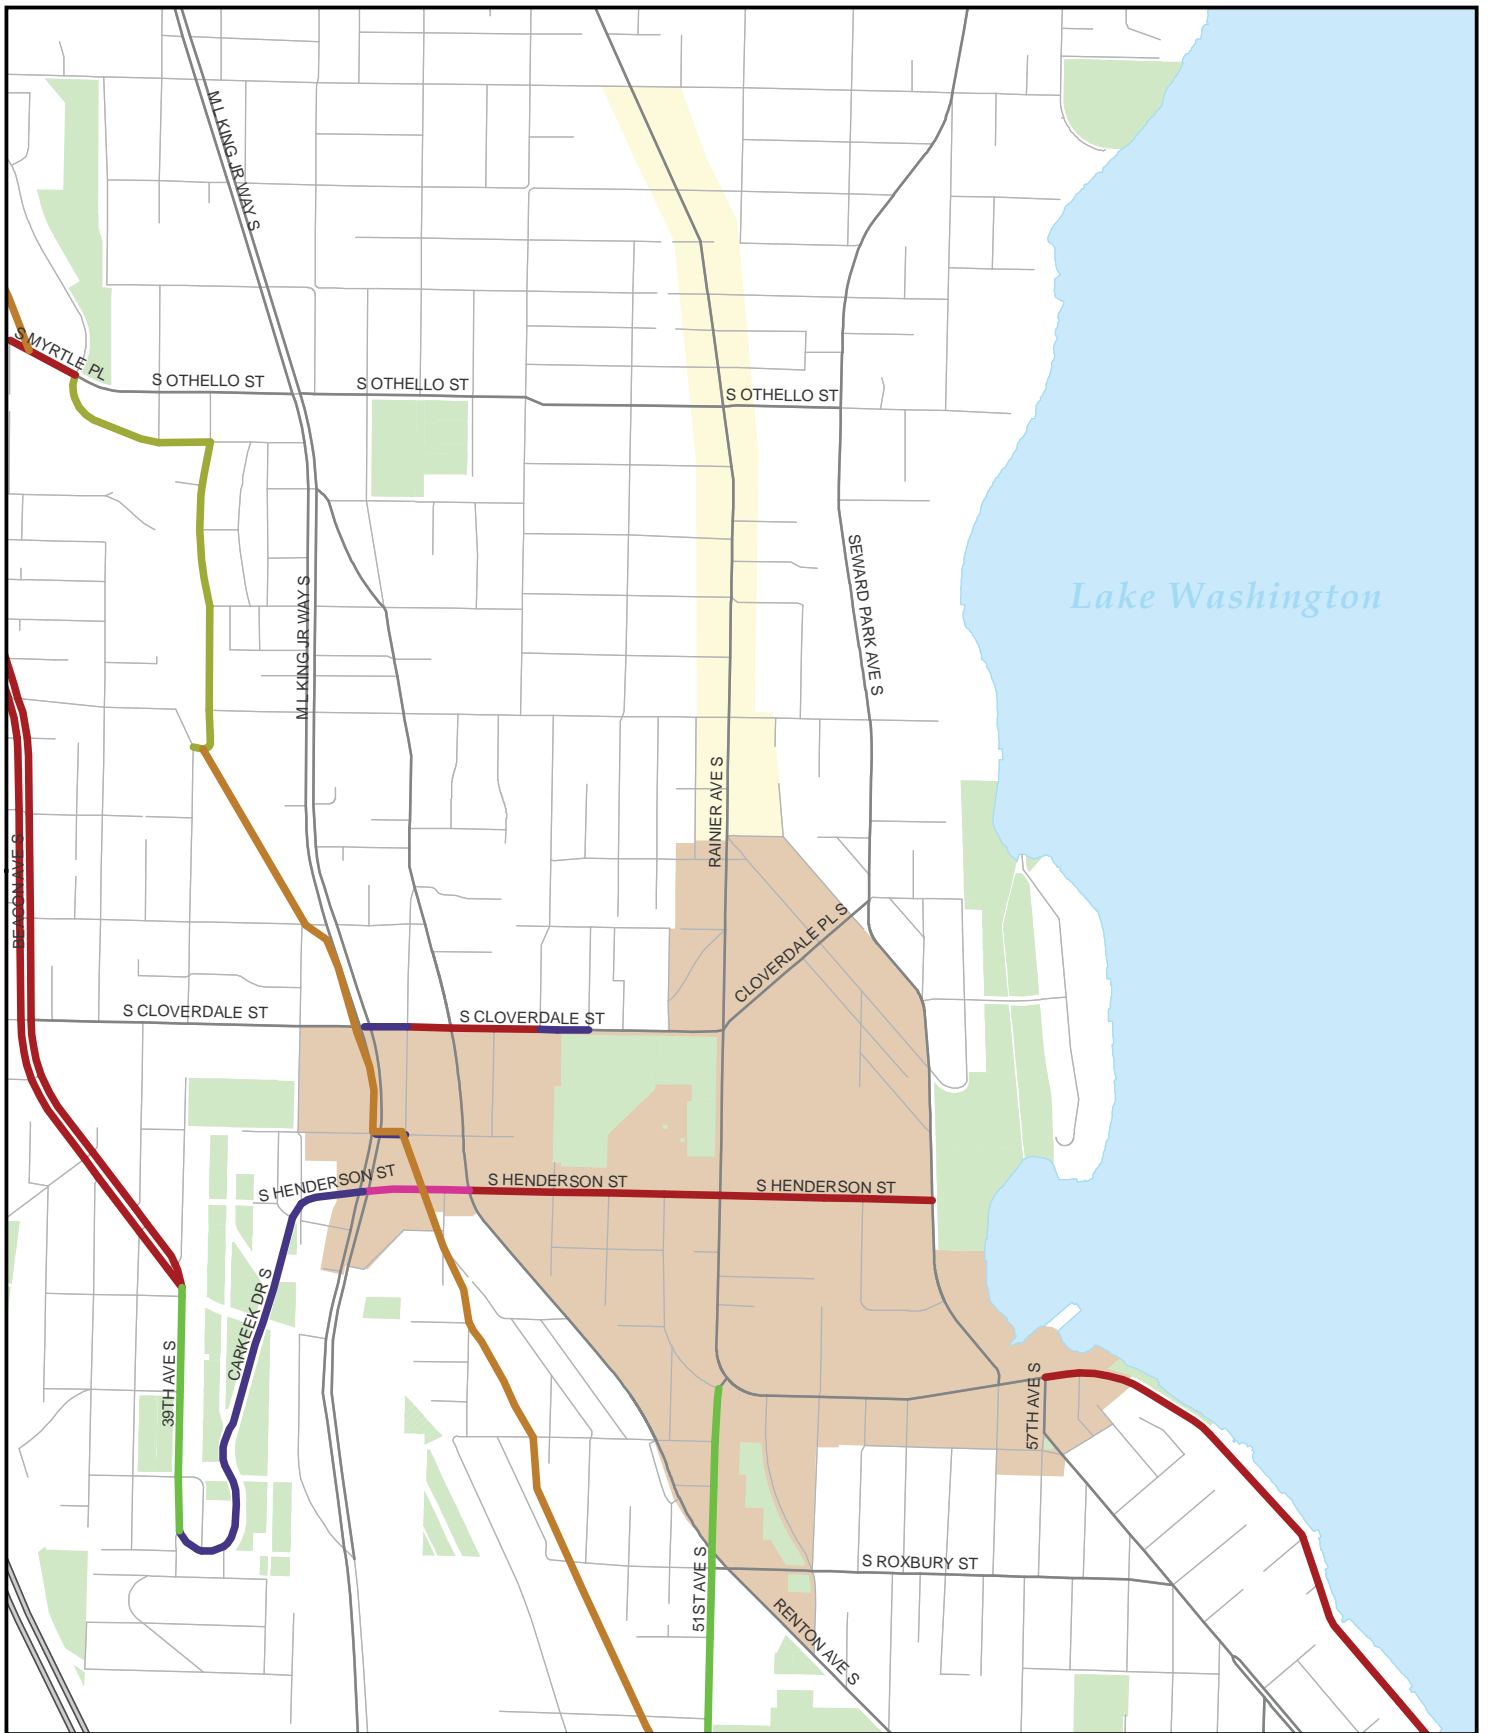 M L KING JR WAY S
S MYRTLE PL
S OTHELLO ST
S OTHELLO ST
S OTHELLO ST
SEWARD PARK AVE S
Lake Washington
M L KING JR WAY S
RAINIER AVE S
BEACON AVE S
CLOVERDALE PL S
S CLOVERDALE ST
S CLOVERDALE ST
S HENDERSON ST
S HENDERSON ST
S HENDERSON ST
CARKEEK DR S
39TH AVE S
57TH AVE S
S ROXBURY ST
51ST AVE S
RENTON AVE S